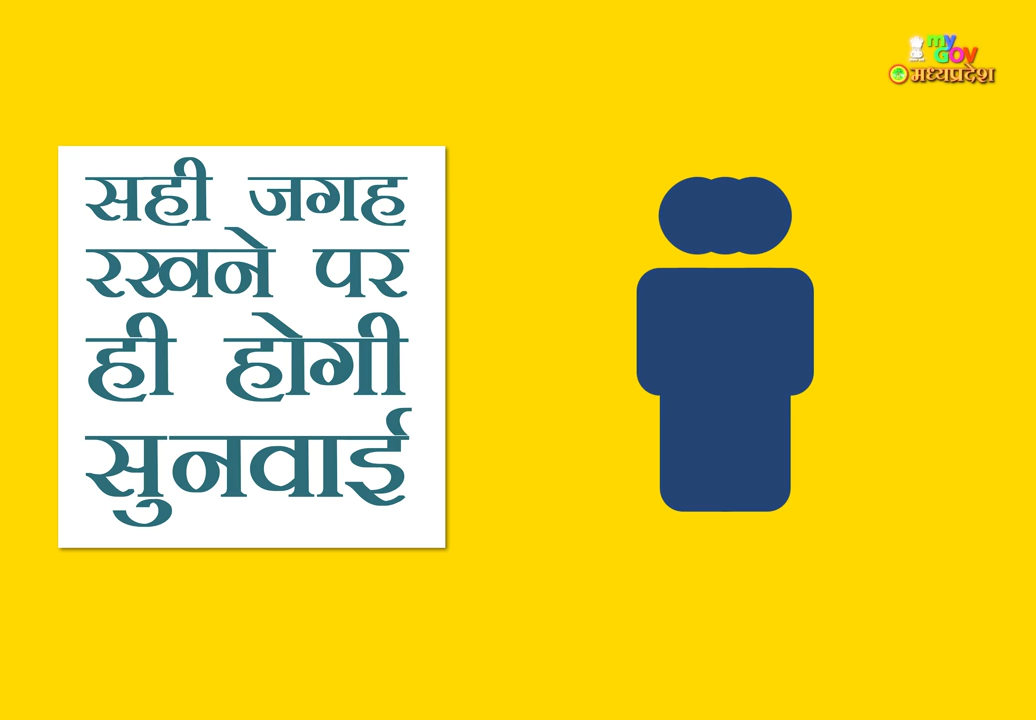 my
GOV
मध्यप्रदेश
सही जगह
रखने पर
ही होगी
सुनवाई